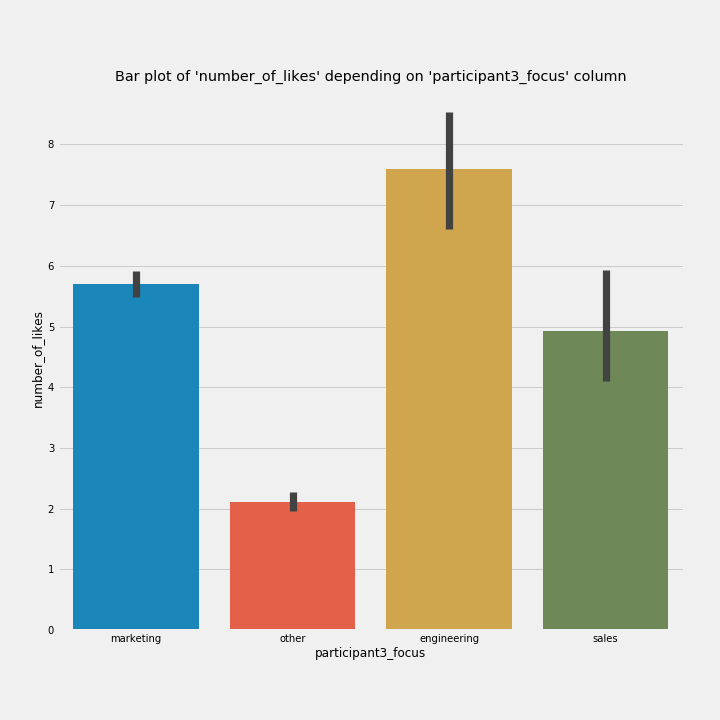 Bar plot of 'number_of_likes' depending on 'participant3_focus' column
8
7
6
5
4
3
2
1
0
number_of_likes
marketing
other
engineering
sales
participant3_focus